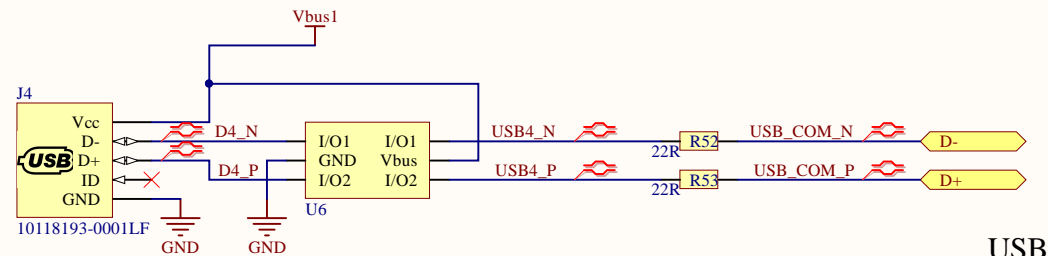 Vbus1
J4
Vcc
D-
D+
ID
GND
USB
10118193-0001LF
GND
D4_N
D4_P
GND
I/O1
GND
I/O2
I/O1
Vbus
I/O2
U6
USB4_N
USB4_P
R52
22R
R53
22R
USB_COM_N
USB_COM_P
D-
D+
USB